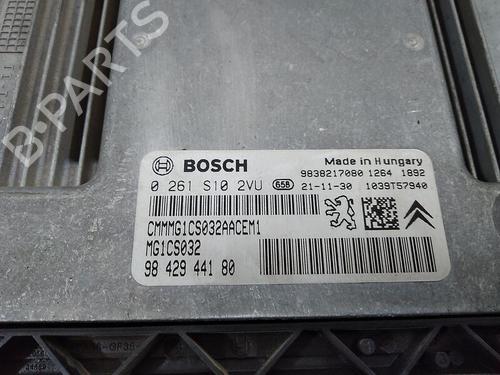 B-PARTS
BOSCH
Made in Hungary
9838217080 1264 1892
0 261 S10 2VU 658 21-11-30 1039T57940
CMMMG1CS032AACEM1
MG1CS032
98 429 441 80